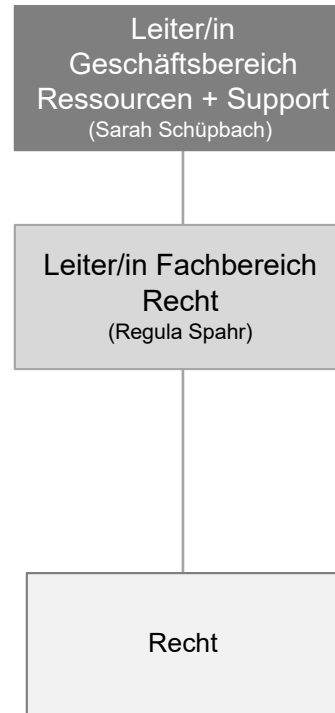 Leiter/in
Geschäftsbereich
Ressourcen + Support
(Sarah Schüpbach)
Leiter/in Fachbereich
Recht
(Regula Spahr)
Recht